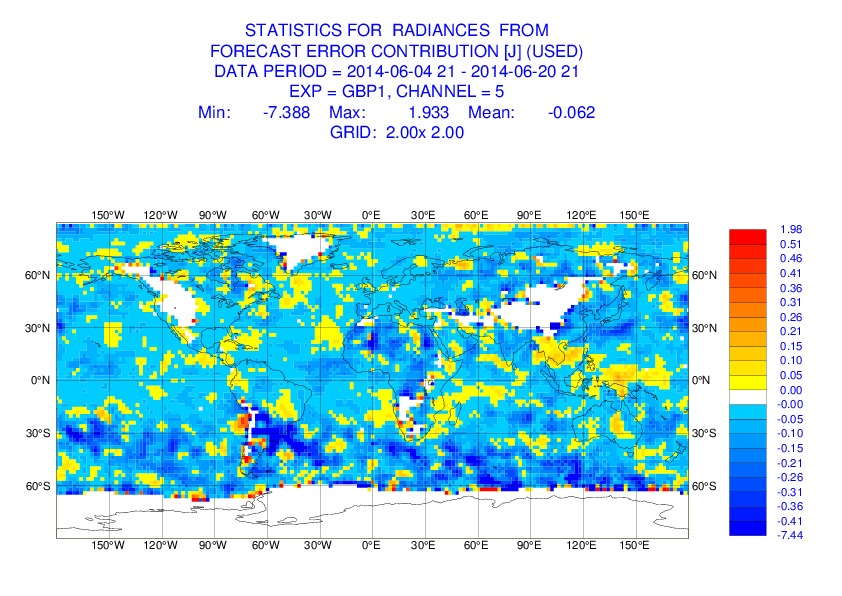 STATISTICS FOR RADIANCES FROM
FORECAST ERROR CONTRIBUTION [J] (USED)
DATA PERIOD = 2014-06-04 21 - 2014-06-20 21
EXP = GBP1, CHANNEL = 5
Min: -7.388 Max: 1.933 Mean: -0.062
GRID: 2.00x 2.00
150°W 120°W 90°W 60°W 30°W 0°E 30°E 60°E 90°E 120°E 150°E
60°N 60°N
30°N 30°N
0°N 0°N
30°S 30°S
60°S 60°S
150°W 120°W 90°W 60°W 30°W 0°E 30°E 60°E 90°E 120°E 150°E
1.98
0.51
0.46
0.41
0.36
0.31
0.26
0.21
0.15
0.10
0.05
0.00
-0.00
-0.05
-0.10
-0.15
-0.21
-0.26
-0.31
-0.36
-0.41
-7.44